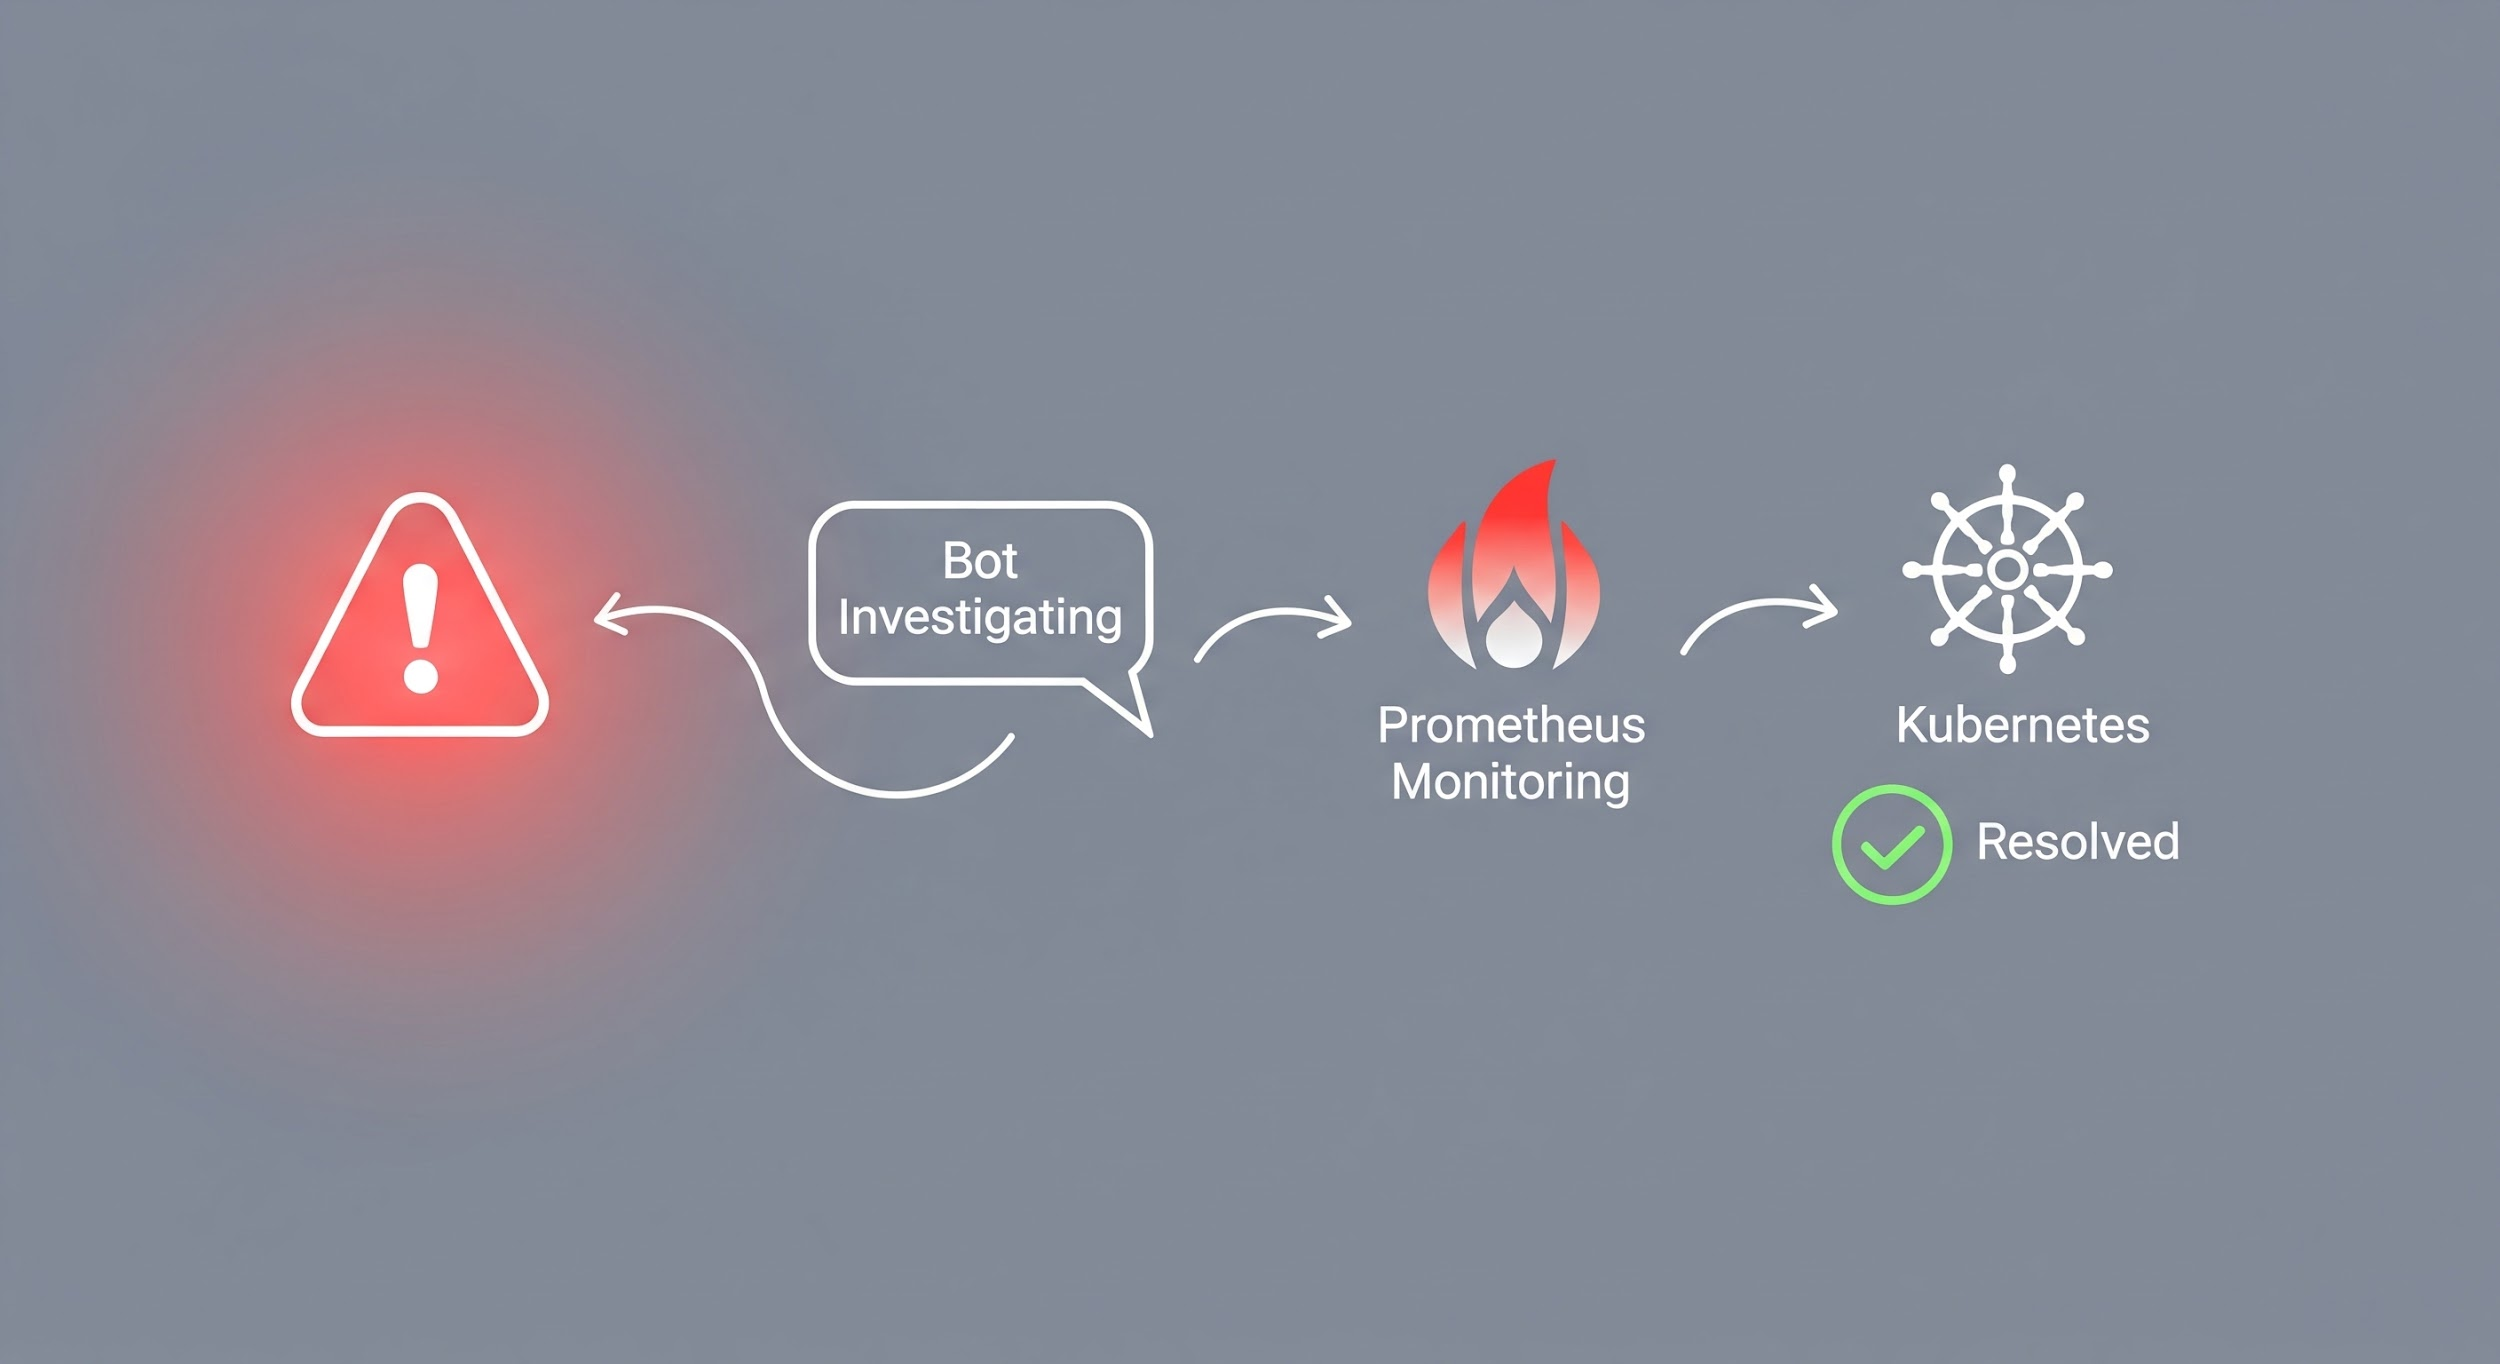 Bot
Investigating
Prometheus
Monitoring
Kubernetes
Resolved